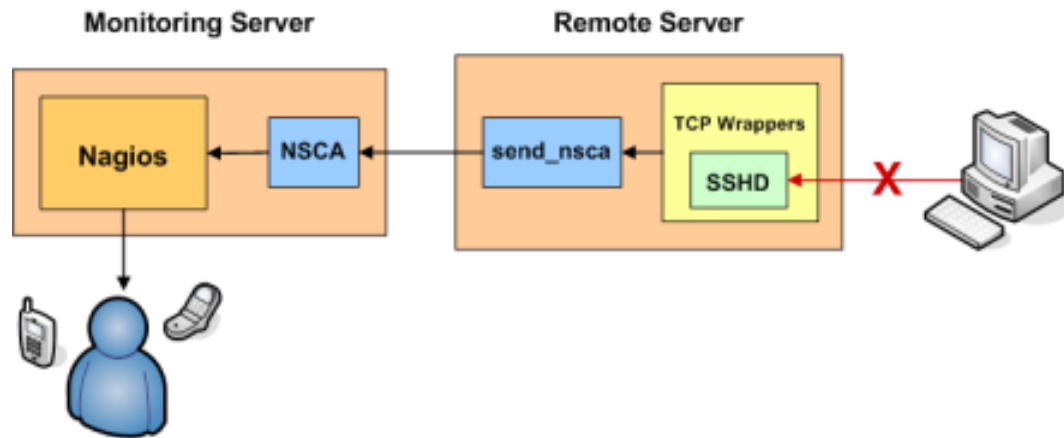 Monitoring Server
Remote Server
Nagios
NSCA
send_nsca
TCP Wrappers
SSHD
X